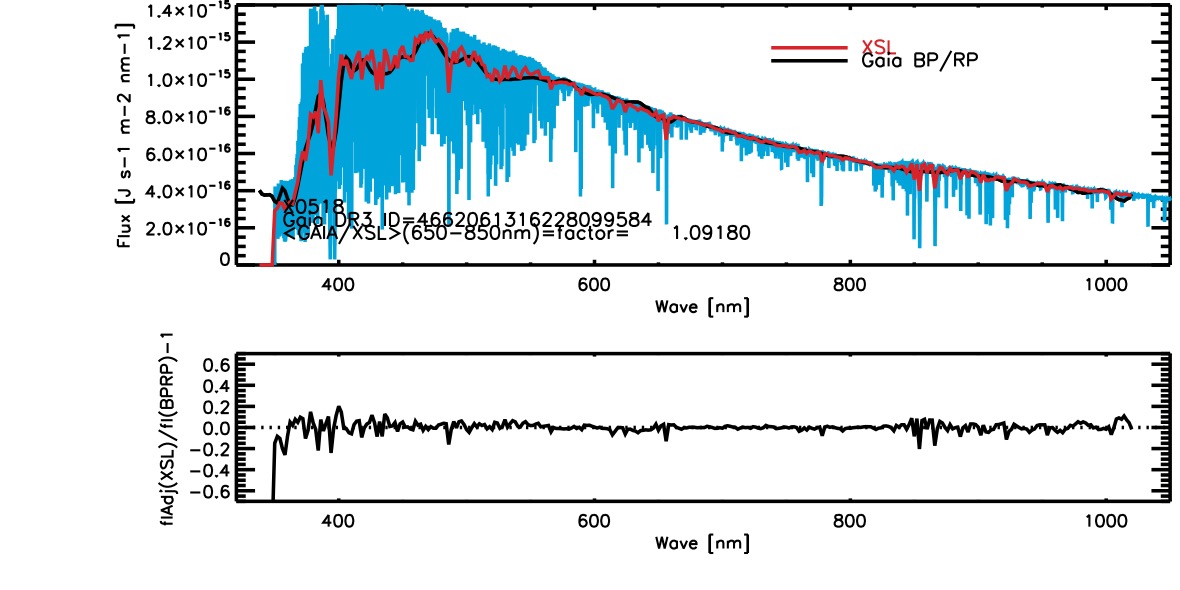 1.4×10−15
1.2×10−15
1.0×10−15
8.0×10−16
6.0×10−16
4.0×10−16
2.0×10−16
0
Flux [J s−1 m−2 nm−1]
XSL
Gaia BP/RP
X0518
Gaia DR3 ID=4662061316228099584
<GAIA/XSL>(650−850nm)=factor= 1.09180
400 600 800 1000
Wave [nm]
0.6
0.4
0.2
0.0
−0.2
−0.4
−0.6
flAdj(XSL)/fl(BPRP)−1
400 600 800 1000
Wave [nm]